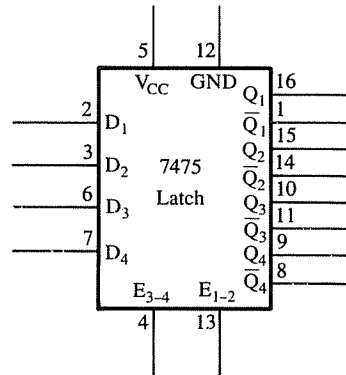 5 12
V_CC GND
16
Q₁
2 1
D₁ Q̅₁
15
Q₂
3 7475 14
D₂ Q̅₂
10
6 Latch Q₃
D₃ 11
Q̅₃
9
7 Q₄
D₄ 8
Q̅₄
E₃₋₄ E₁₋₂
4 13